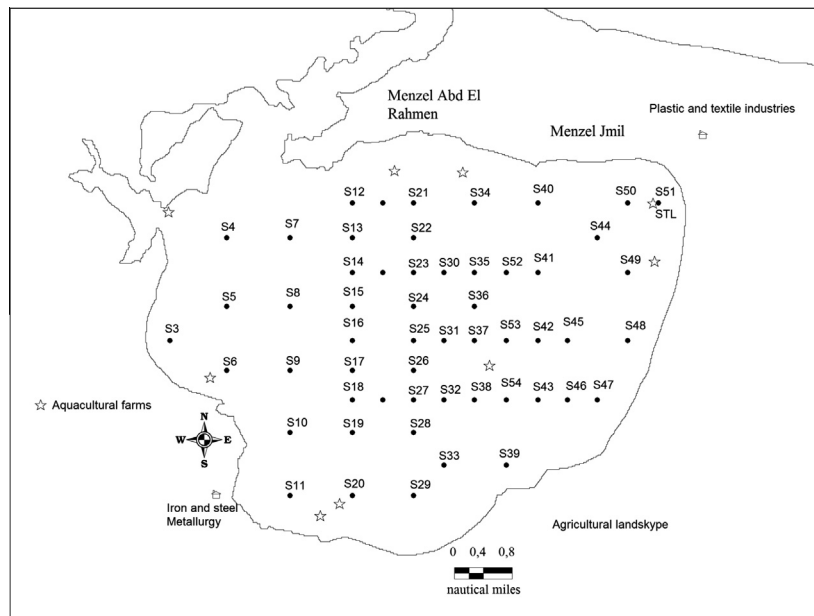 Menzel Abd El
Rahmen
Plastic and textile industries
Menzel Jmil
S12 S21 S34 S40 S50 S51
STL
S4 S7 S13 S22 S44
S14 S23 S30 S35 S52 S41 S49
S5 S8 S15 S24 S36
S3 S16 S25 S31 S37 S53 S42 S45 S48
S6 S9 S17 S26
S18 S27 S32 S38 S54 S43 S46 S47
Aquacultural farms
N
W E
S
S10 S19 S28
S33 S39
S11 S20 S29
Iron and steel
Metallurgy
Agricultural landskype
0 0,4 0,8
nautical miles